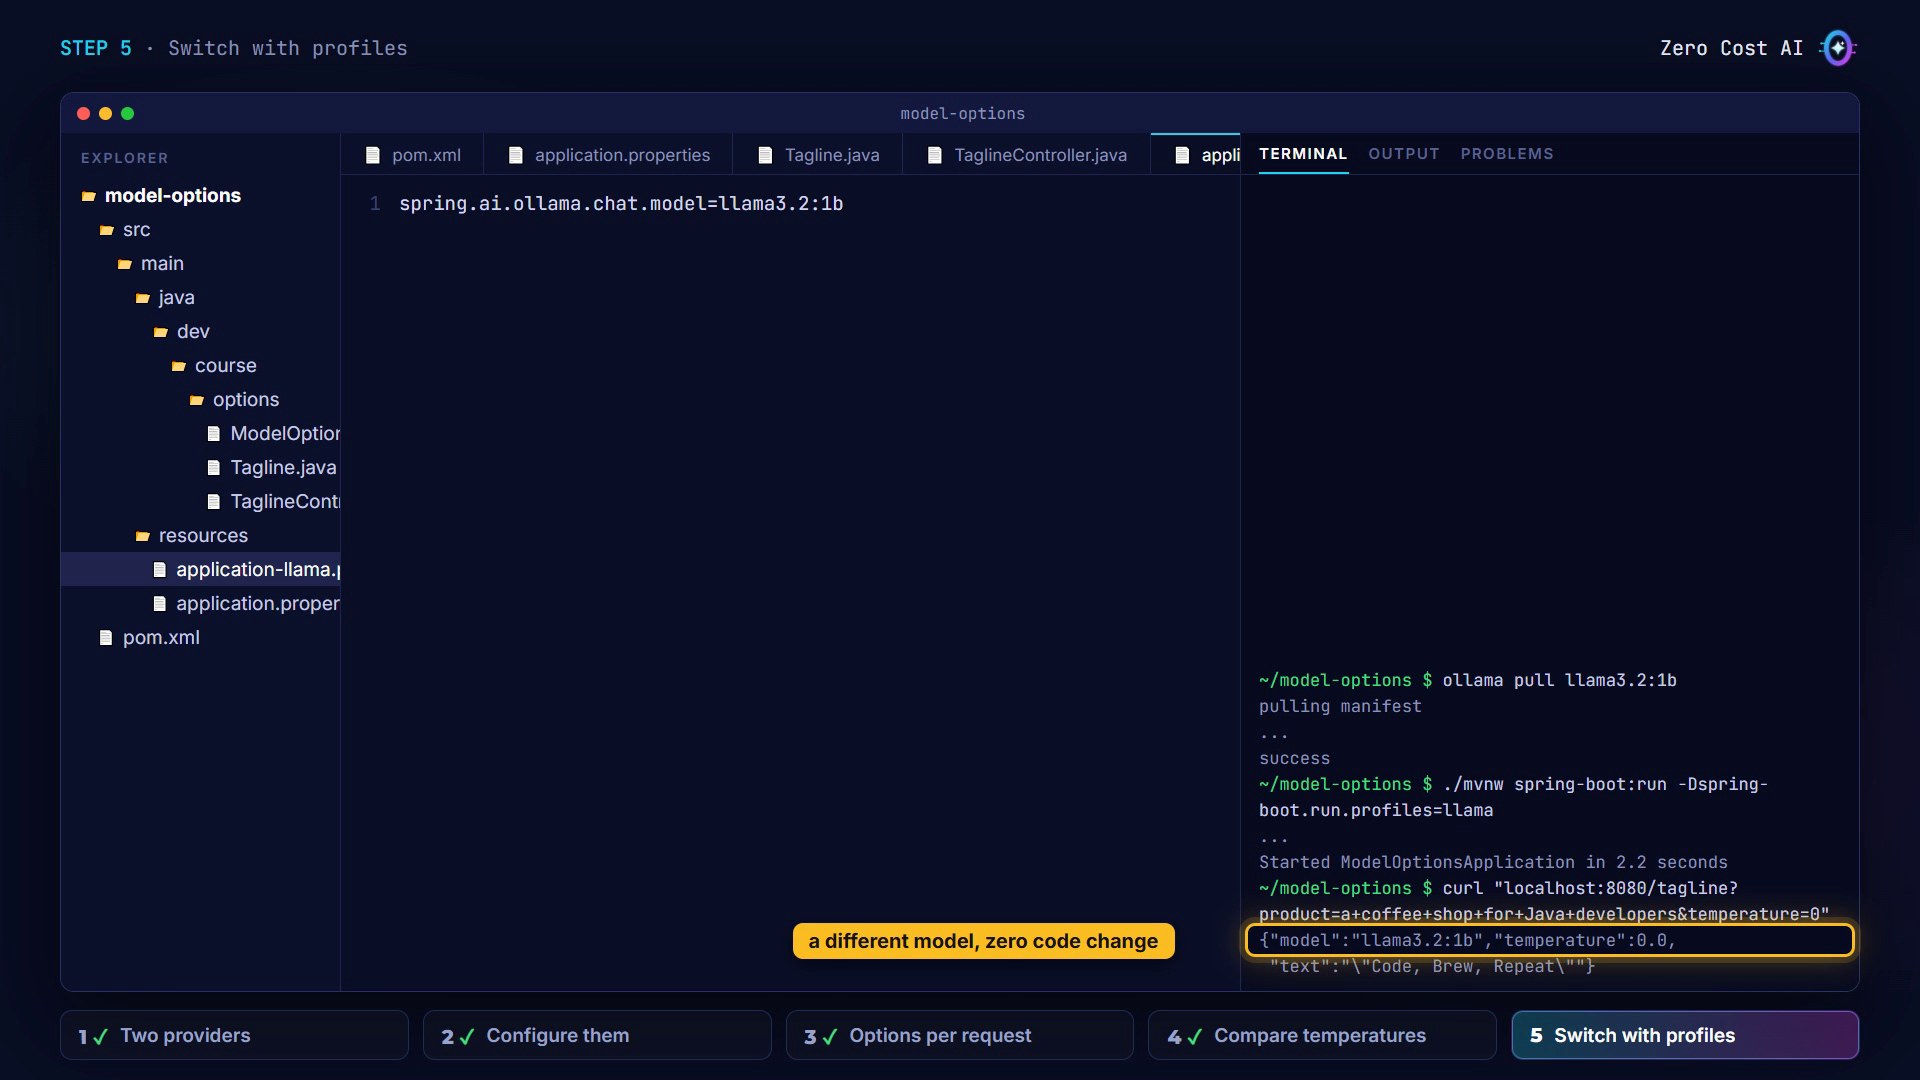 STEP 5 · Switch with profiles
Zero Cost AI
model-options
EXPLORER
model-options
src
main
java
dev
course
options
ModelOption
Tagline.java
TaglineContr
resources
application-llama.p
application.proper
pom.xml
pom.xml
application.properties
Tagline.java
TaglineController.java
appli
1 spring.ai.ollama.chat.model=llama3.2:1b
TERMINAL OUTPUT PROBLEMS
~/model-options $ ollama pull llama3.2:1b
pulling manifest
...
success
~/model-options $ ./mvnw spring-boot:run -Dspring-
boot.run.profiles=llama
...
Started ModelOptionsApplication in 2.2 seconds
~/model-options $ curl "localhost:8080/tagline?
product=a+coffee+shop+for+Java+developers&temperature=0"
{"model":"llama3.2:1b","temperature":0.0,
"text":"\"Code, Brew, Repeat\""}
a different model, zero code change
1 ✓ Two providers
2 ✓ Configure them
3 ✓ Options per request
4 ✓ Compare temperatures
5 Switch with profiles